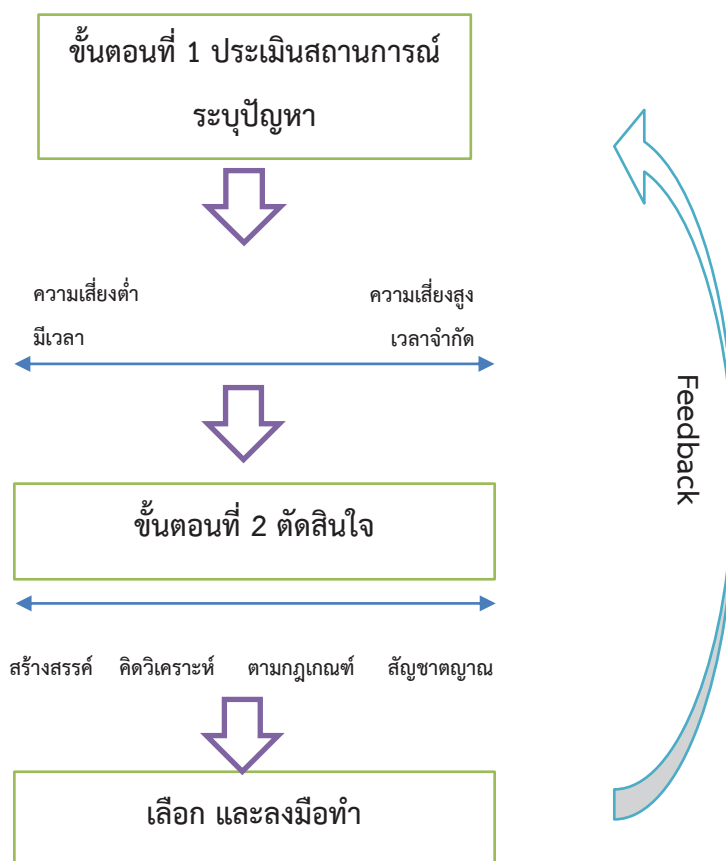 ขั้นตอนที่ 1 ประเมินสถานการณ์
ระบุปัญหา
ความเสี่ยงต่ำ ความเสี่ยงสูง
มีเวลา เวลาจำกัด
Feedback
ขั้นตอนที่ 2 ตัดสินใจ
สร้างสรรค์ คิดวิเคราะห์ ตามกฎเกณฑ์ สัญชาตญาณ
เลือก และลงมือทำ